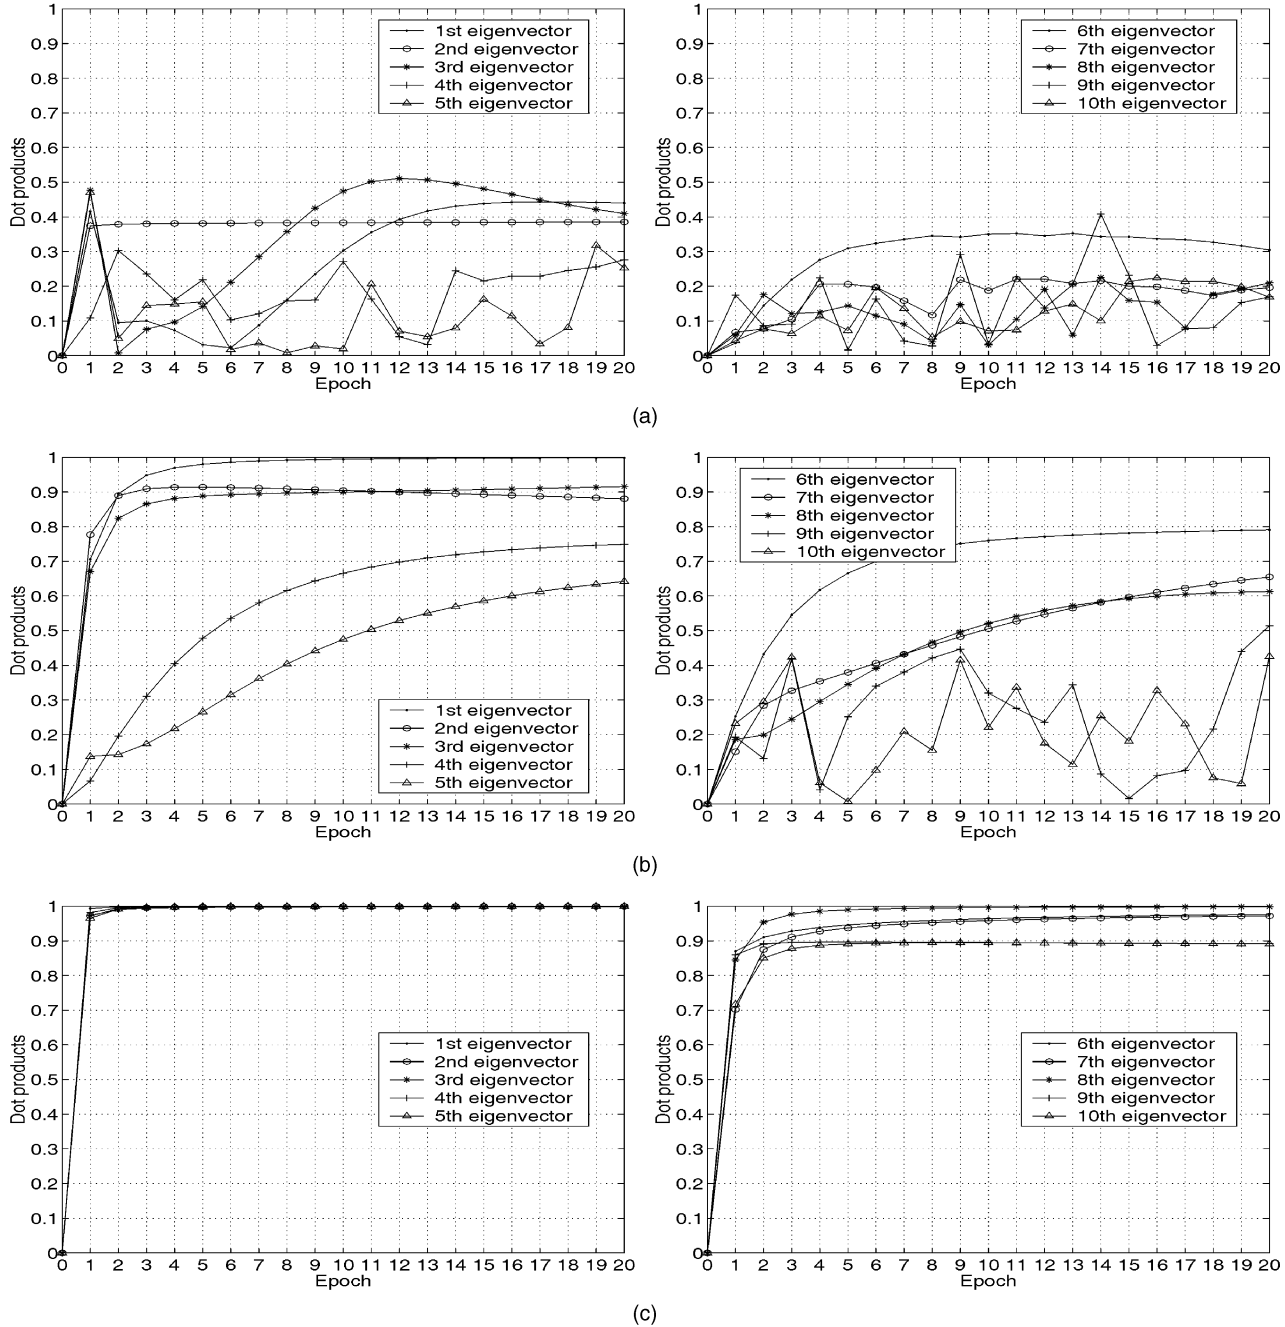 1
0.9
0.8
0.7
0.6
0.5
0.4
0.3
0.2
0.1
0
Dot products
1st eigenvector
2nd eigenvector
3rd eigenvector
4th eigenvector
5th eigenvector
0 1 2 3 4 5 6 7 8 9 10 11 12 13 14 15 16 17 18 19 20
Epoch
1
0.9
0.8
0.7
0.6
0.5
0.4
0.3
0.2
0.1
0
Dot products
6th eigenvector
7th eigenvector
8th eigenvector
9th eigenvector
10th eigenvector
0 1 2 3 4 5 6 7 8 9 10 11 12 13 14 15 16 17 18 19 20
Epoch
(a)
1
0.9
0.8
0.7
0.6
0.5
0.4
0.3
0.2
0.1
0
Dot products
1st eigenvector
2nd eigenvector
3rd eigenvector
4th eigenvector
5th eigenvector
0 1 2 3 4 5 6 7 8 9 10 11 12 13 14 15 16 17 18 19 20
Epoch
1
0.9
0.8
0.7
0.6
0.5
0.4
0.3
0.2
0.1
0
Dot products
6th eigenvector
7th eigenvector
8th eigenvector
9th eigenvector
10th eigenvector
0 1 2 3 4 5 6 7 8 9 10 11 12 13 14 15 16 17 18 19 20
Epoch
(b)
1
0.9
0.8
0.7
0.6
0.5
0.4
0.3
0.2
0.1
0
Dot products
1st eigenvector
2nd eigenvector
3rd eigenvector
4th eigenvector
5th eigenvector
0 1 2 3 4 5 6 7 8 9 10 11 12 13 14 15 16 17 18 19 20
Epoch
1
0.9
0.8
0.7
0.6
0.5
0.4
0.3
0.2
0.1
0
Dot products
6th eigenvector
7th eigenvector
8th eigenvector
9th eigenvector
10th eigenvector
0 1 2 3 4 5 6 7 8 9 10 11 12 13 14 15 16 17 18 19 20
Epoch
(c)